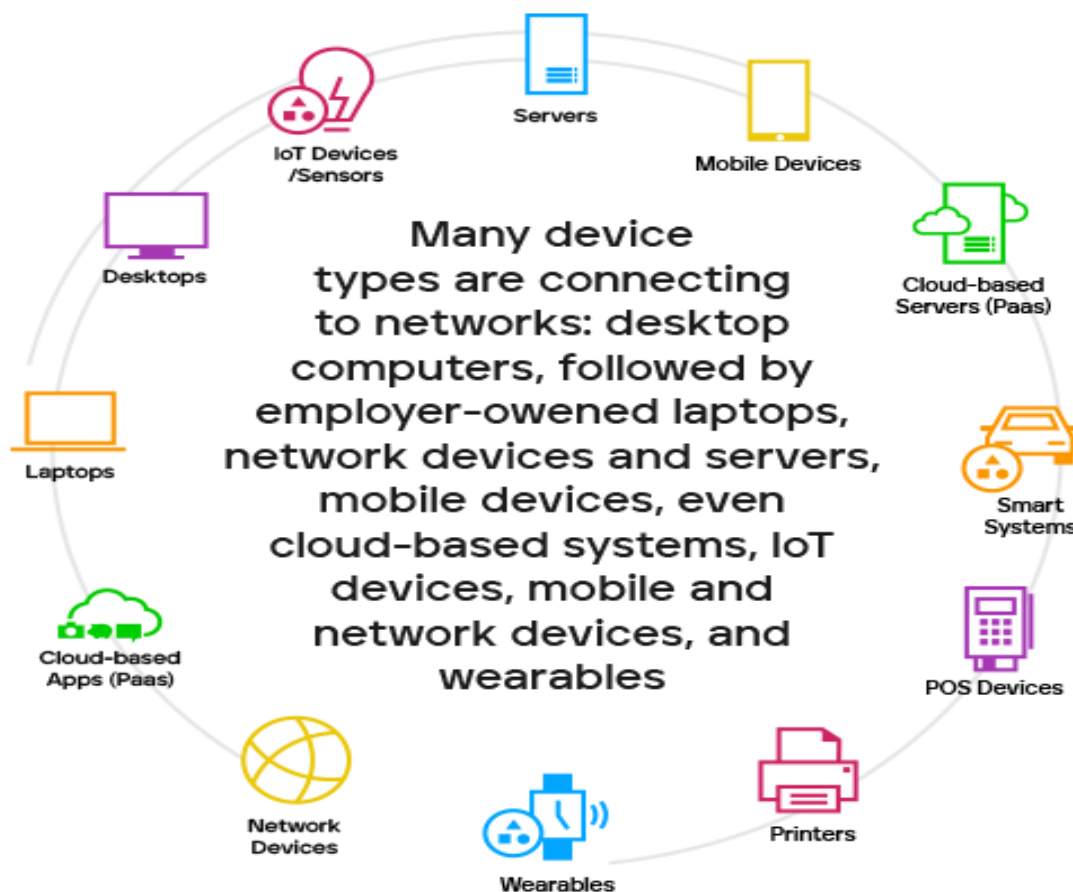 Servers
Mobile Devices
IoT Devices
/Sensors
Cloud-based
Servers (Paas)
Desktops
Many device
types are connecting
to networks: desktop
computers, followed by
employer-owened laptops,
network devices and servers,
mobile devices, even
cloud-based systems, IoT
devices, mobile and
network devices, and
wearables
Laptops
Smart
Systems
Cloud-based
Apps (Paas)
POS Devices
Network
Devices
Printers
Wearables